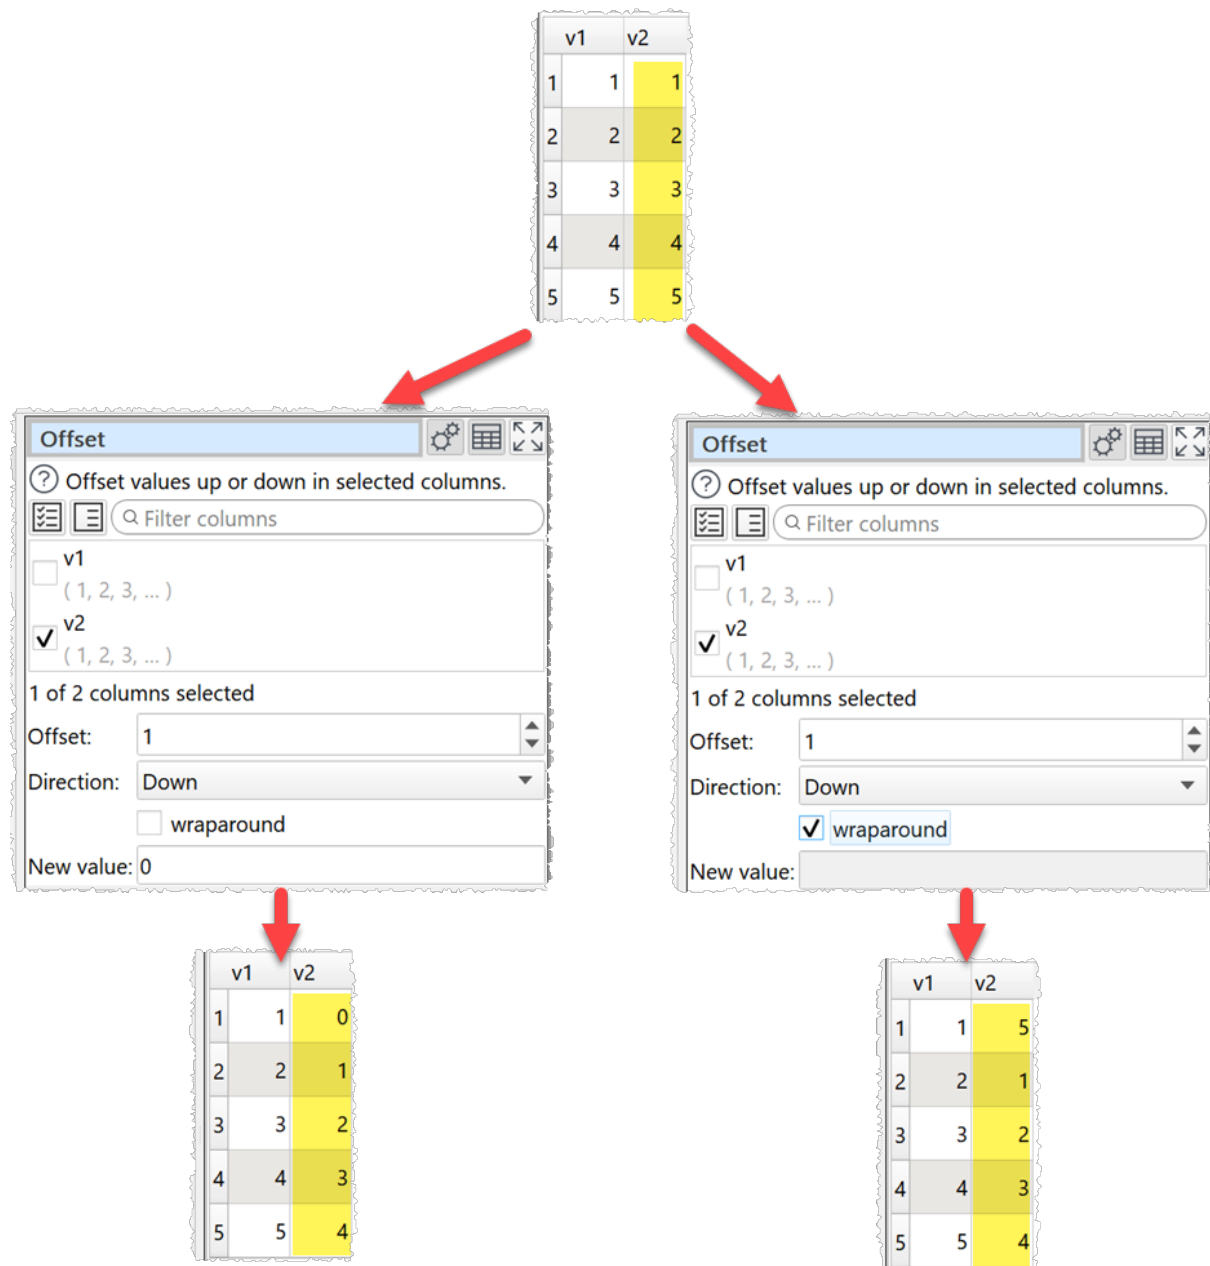 v1 v2
1 1 1
2 2 2
3 3 3
4 4 4
5 5 5
Offset
Offset values up or down in selected columns.
Filter columns
v1
( 1, 2, 3, ... )
v2
( 1, 2, 3, ... )
1 of 2 columns selected
Offset: 1
Direction: Down
wraparound
New value: 0
v1 v2
1 1 0
2 2 1
3 3 2
4 4 3
5 5 4
Offset
Offset values up or down in selected columns.
Filter columns
v1
( 1, 2, 3, ... )
v2
( 1, 2, 3, ... )
1 of 2 columns selected
Offset: 1
Direction: Down
wraparound
New value:
v1 v2
1 1 5
2 2 1
3 3 2
4 4 3
5 5 4